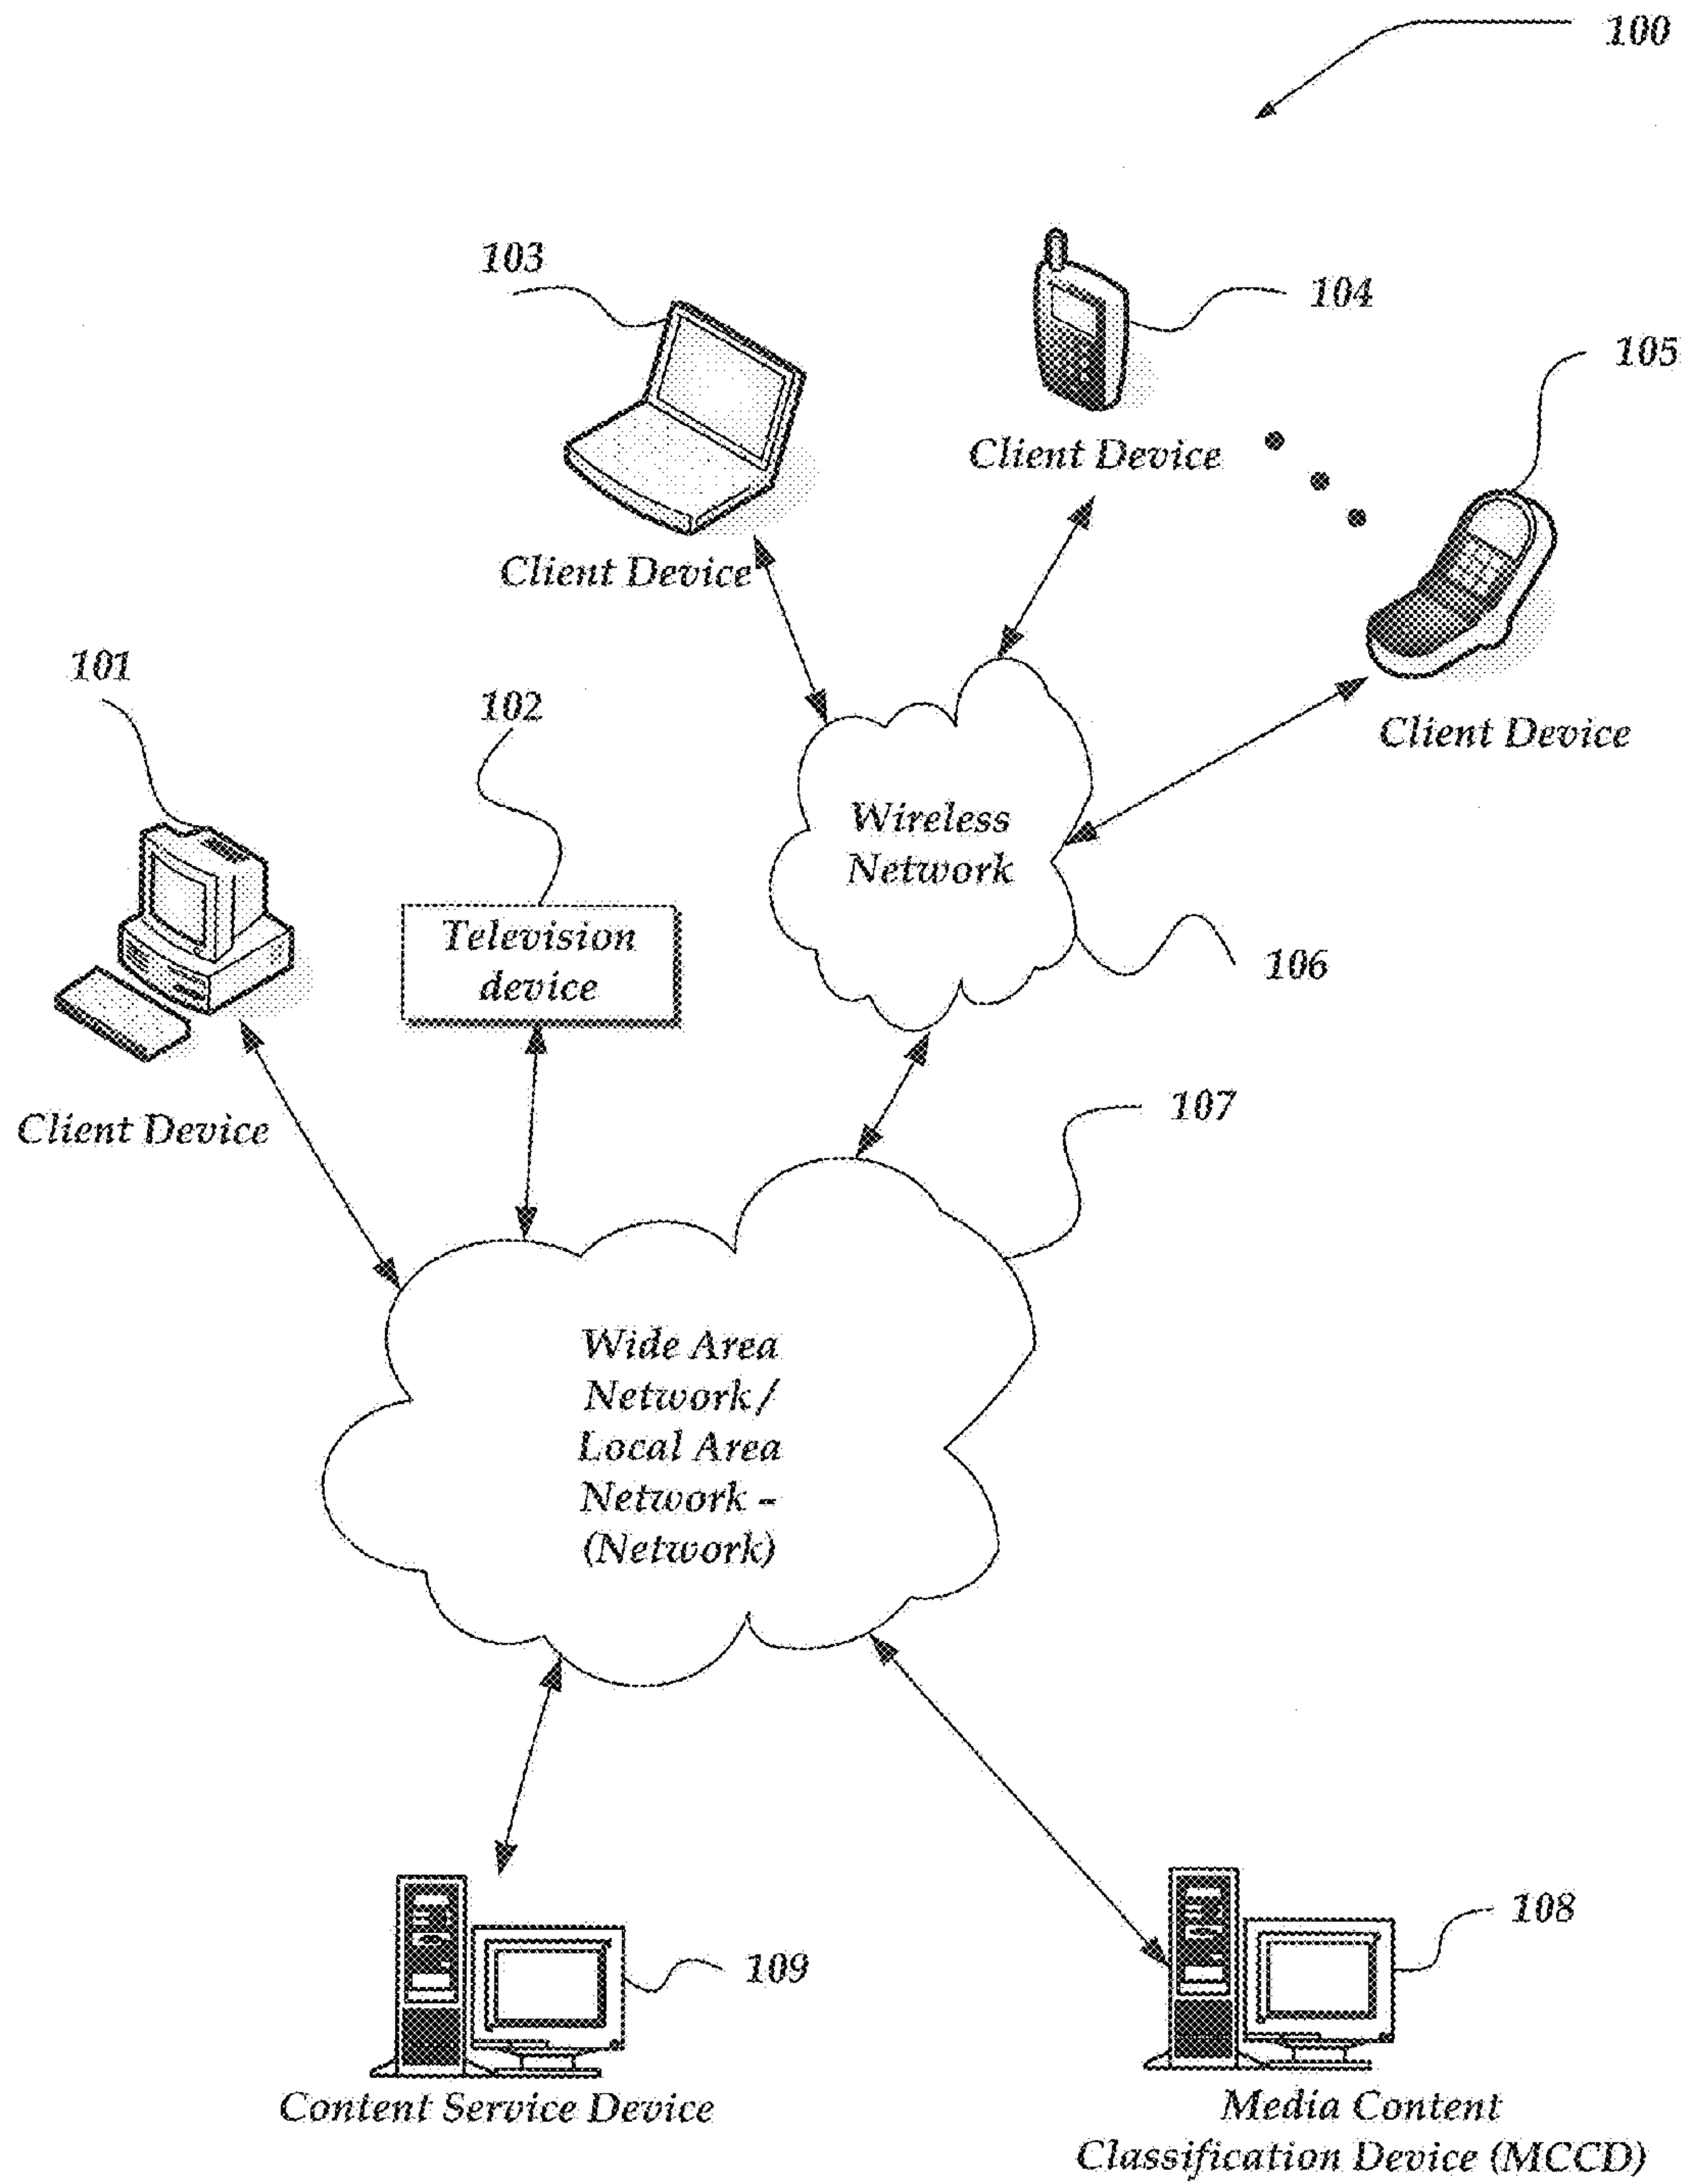 100
103
104
105
Client Device
Client Device
101
102
Client Device
Wireless
Network
Television
device
106
107
Client Device
Wide Area
Network/
Local Area
Network –
(Network)
108
109
Content Service Device
Media Content
Classification Device (MCCD)